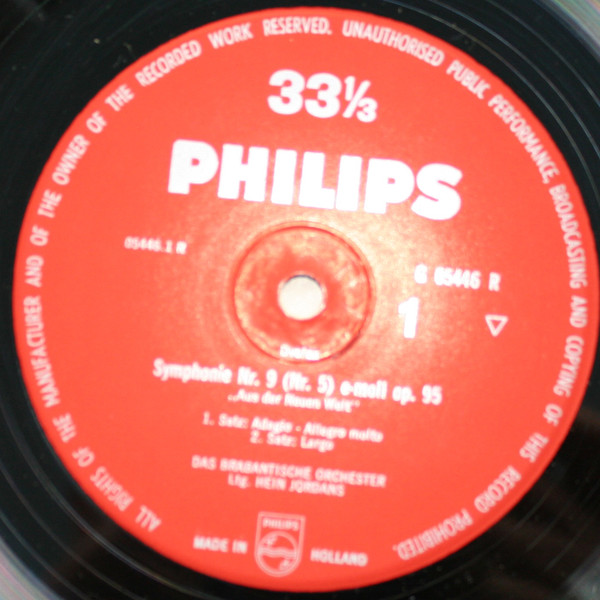 ALL RIGHTS OF THE MANUFACTURER AND OF THE OWNER OF THE RECORDED WORK RESERVED. UNAUTHORISED PUBLIC PERFORMANCE, BROADCASTING AND COPYING OF THIS RECORD PROHIBITED.
33⅓
PHILIPS
05446.1 R
G 05446 R
1
Dvořák
Symphonie Nr. 9 (Nr. 5) e-moll op. 95
„Aus der Neuen Welt"
1. Satz: Adagio - Allegro molto
2. Satz: Largo
DAS BRABANTISCHE ORCHESTER
Ltg. HEIN JORDANS
PHILIPS
MADE IN HOLLAND